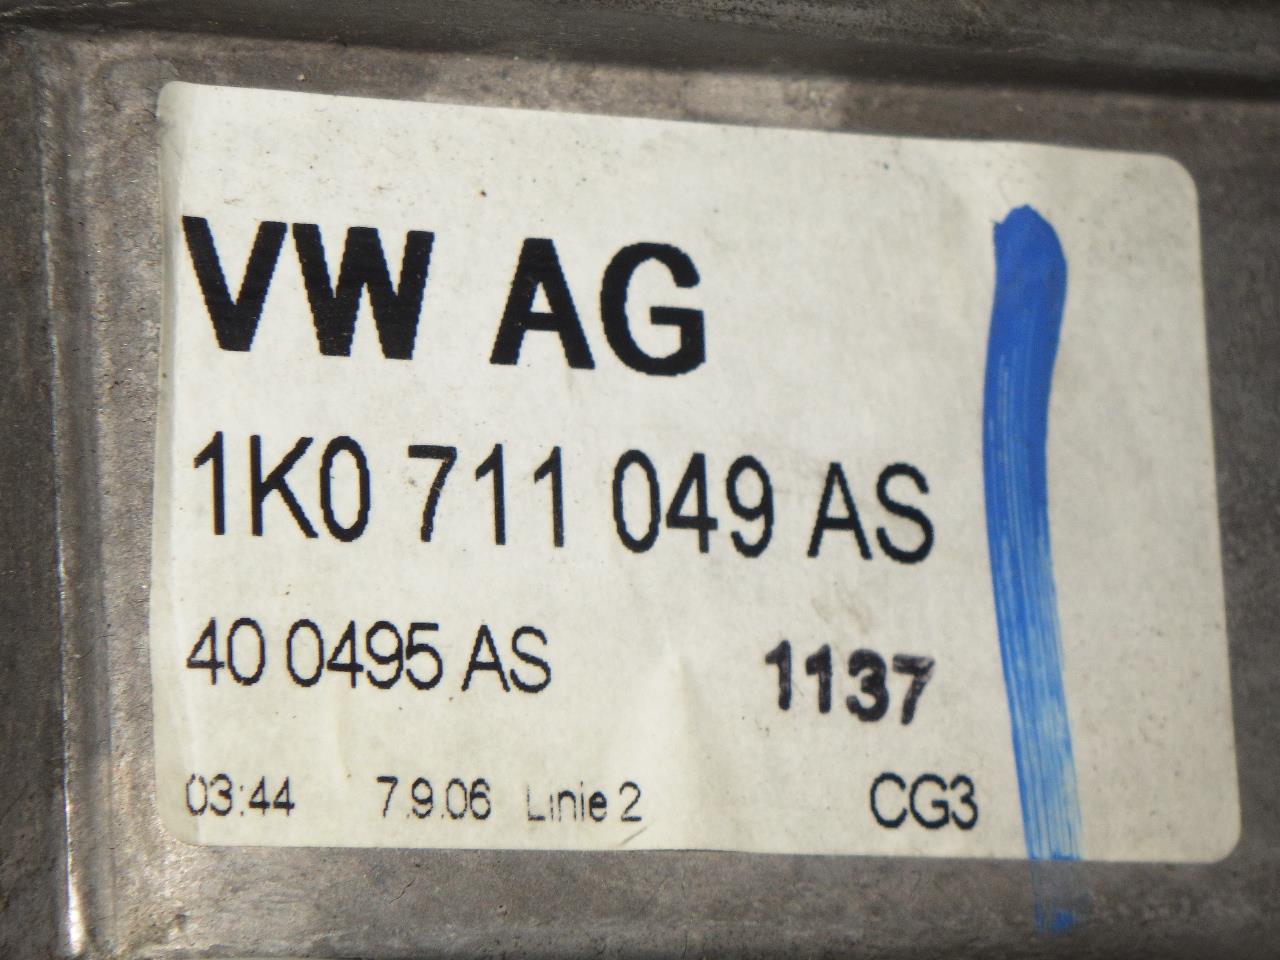 VW AG
1K0 711 049 AS
40 0495 AS 1137
03:44 7.9.06 Linie 2 CG3